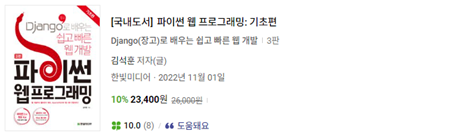 Django로 배우는
쉽고 빠른
웹 개발
파이썬
웹 프로그래밍
[국내도서] 파이썬 웹 프로그래밍: 기초편
Django(장고)로 배우는 쉽고 빠른 웹 개발 | 3판
김석훈 저자(글)
한빛미디어 · 2022년 11월 01일
10% 23,400원 26,000원
10.0 (8) / 도움돼요